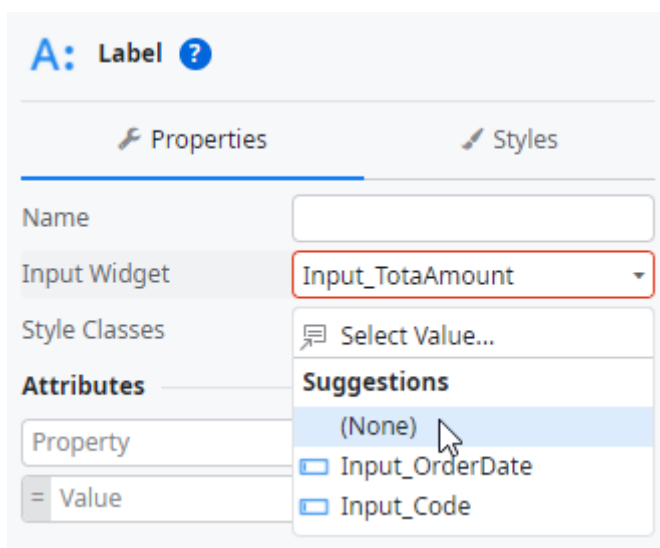 A: Label ?
Properties
Styles
Name
Input Widget
Input_TotaAmount
Style Classes
Select Value...
Attributes
Suggestions
Property
(None)
Input_OrderDate
= Value
Input_Code